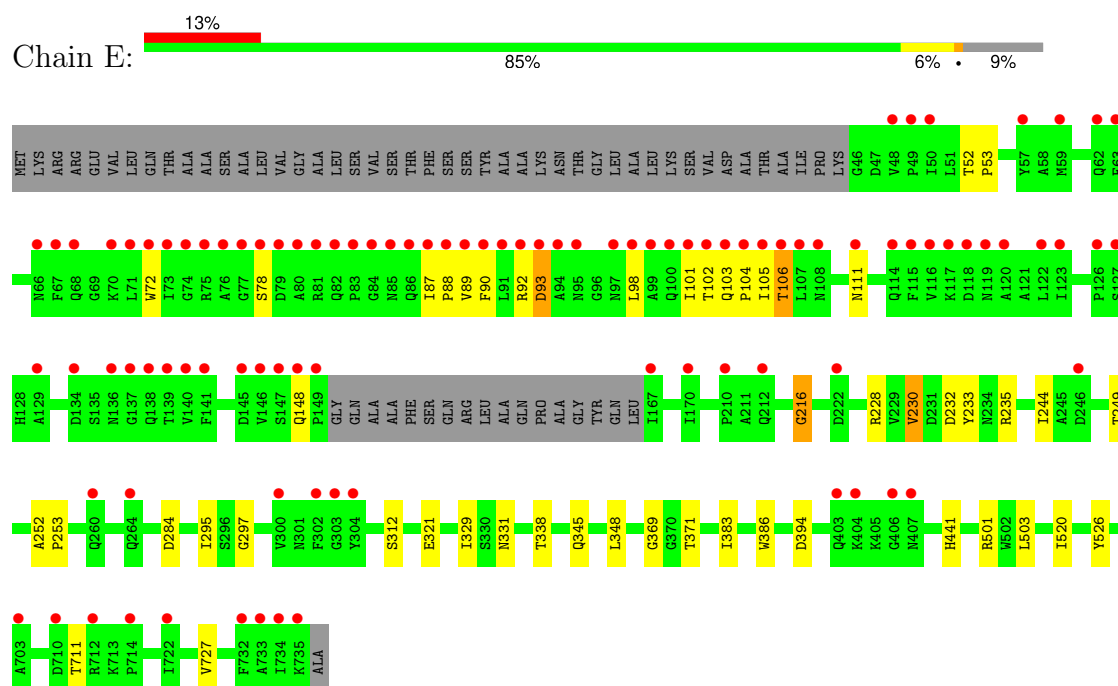 13%
Chain E:
85% 6% • 9%
MET LYS ARG ARG GLU VAL LEU GLN THR ALA ALA SER ALA LEU VAL GLY ALA LEU SER VAL SER THR PHE SER SER TYR ALA ALA LYS ASN THR GLY LEU ALA LEU LYS SER VAL ASP ALA THR ALA ILE PRO LYS G46 D47 V48 P49 I50 L51 T52 P53 Y57 A58 M59 Q62
N66 F67 Q68 G69 K70 L71 W72 I73 G74 R75 A76 G77 S78 D79 A80 R81 Q82 P83 G84 N85 Q86 I87 P88 V89 F90 L91 R92 D93 A94 N95 G96 N97 L98 A99 Q100 I101 T102 Q103 P104 I105 T106 L107 N108 N111 Q114 F115 V116 K117 D118 N119 A120 A121 L122 I123 P126
H128 A129 D134 S135 N136 G137 Q138 T139 V140 F141 D145 V146 S147 Q148 P149 GLY GLN ALA ALA PHE SER GLN ARG LEU ALA GLN PRO ALA GLY TYR GLN LEU I167 I170 P210 A211 Q212 G216 D222 R228 V229 V230 D231 D232 Y233 N234 R235 I244 A245 D246 T249
A252 P253 Q260 Q264 D284 I295 S296 G297 V300 N301 F302 G303 Y304 S312 E321 I329 S330 N331 T338 Q345 L348 G369 G370 T371 I383 W386 D394 Q403 K404 K405 G406 N407 H441 R501 W502 L503 I520 Y526
A703 D710 T711 R712 K713 P714 I722 V727 F732 A733 I734 K735 ALA